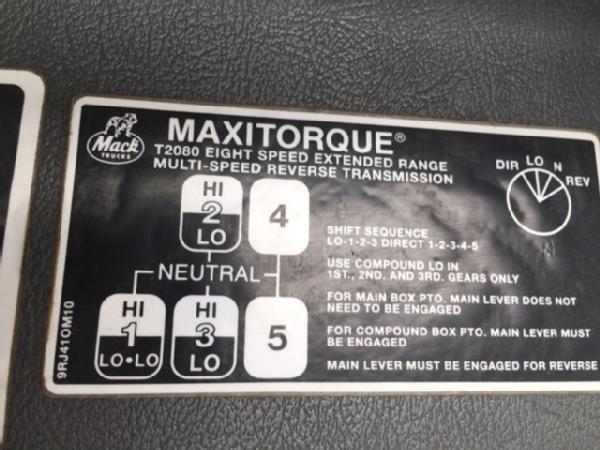 Mack
TRUCKS
MAXITORQUE®
T2080 EIGHT SPEED EXTENDED RANGE
MULTI-SPEED REVERSE TRANSMISSION
DIR LO N REV
HI
2
LO
4
NEUTRAL
HI
1
LO•LO
HI
3
LO
5
SHIFT SEQUENCE
LO-1-2-3 DIRECT 1-2-3-4-5
USE COMPOUND LO IN
1ST., 2ND. AND 3RD. GEARS ONLY
FOR MAIN BOX PTO. MAIN LEVER DOES NOT
NEED TO BE ENGAGED
FOR COMPOUND BOX PTO. MAIN LEVER MUST
BE ENGAGED
MAIN LEVER MUST BE ENGAGED FOR REVERSE
9RJ41OM10